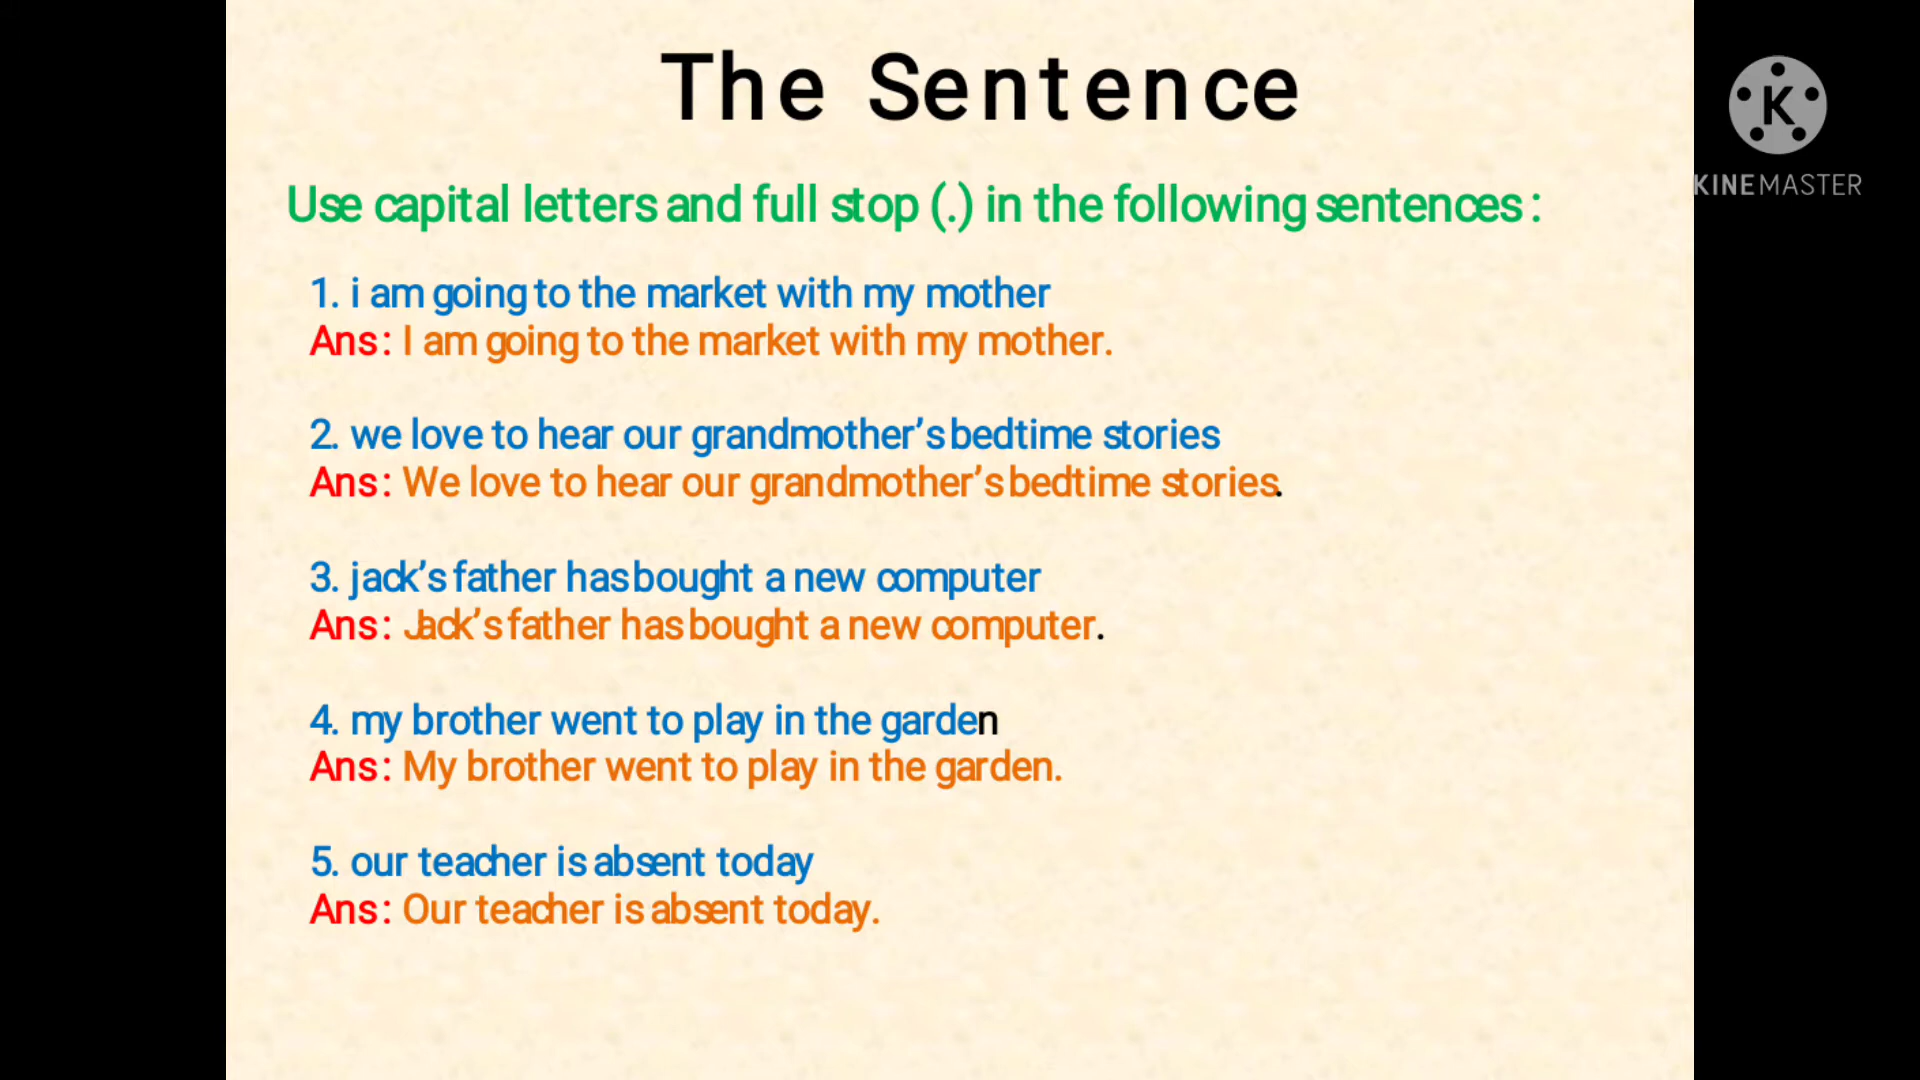 The Sentence
Use capital letters and full stop (.) in the following sentences :
1. i am going to the market with my mother
Ans : I am going to the market with my mother.
2. we love to hear our grandmother’s bedtime stories
Ans : We love to hear our grandmother’s bedtime stories.
3. jack’s father has bought a new computer
Ans : Jack’s father has bought a new computer.
4. my brother went to play in the garden
Ans : My brother went to play in the garden.
5. our teacher is absent today
Ans : Our teacher is absent today.
K
KINEMASTER